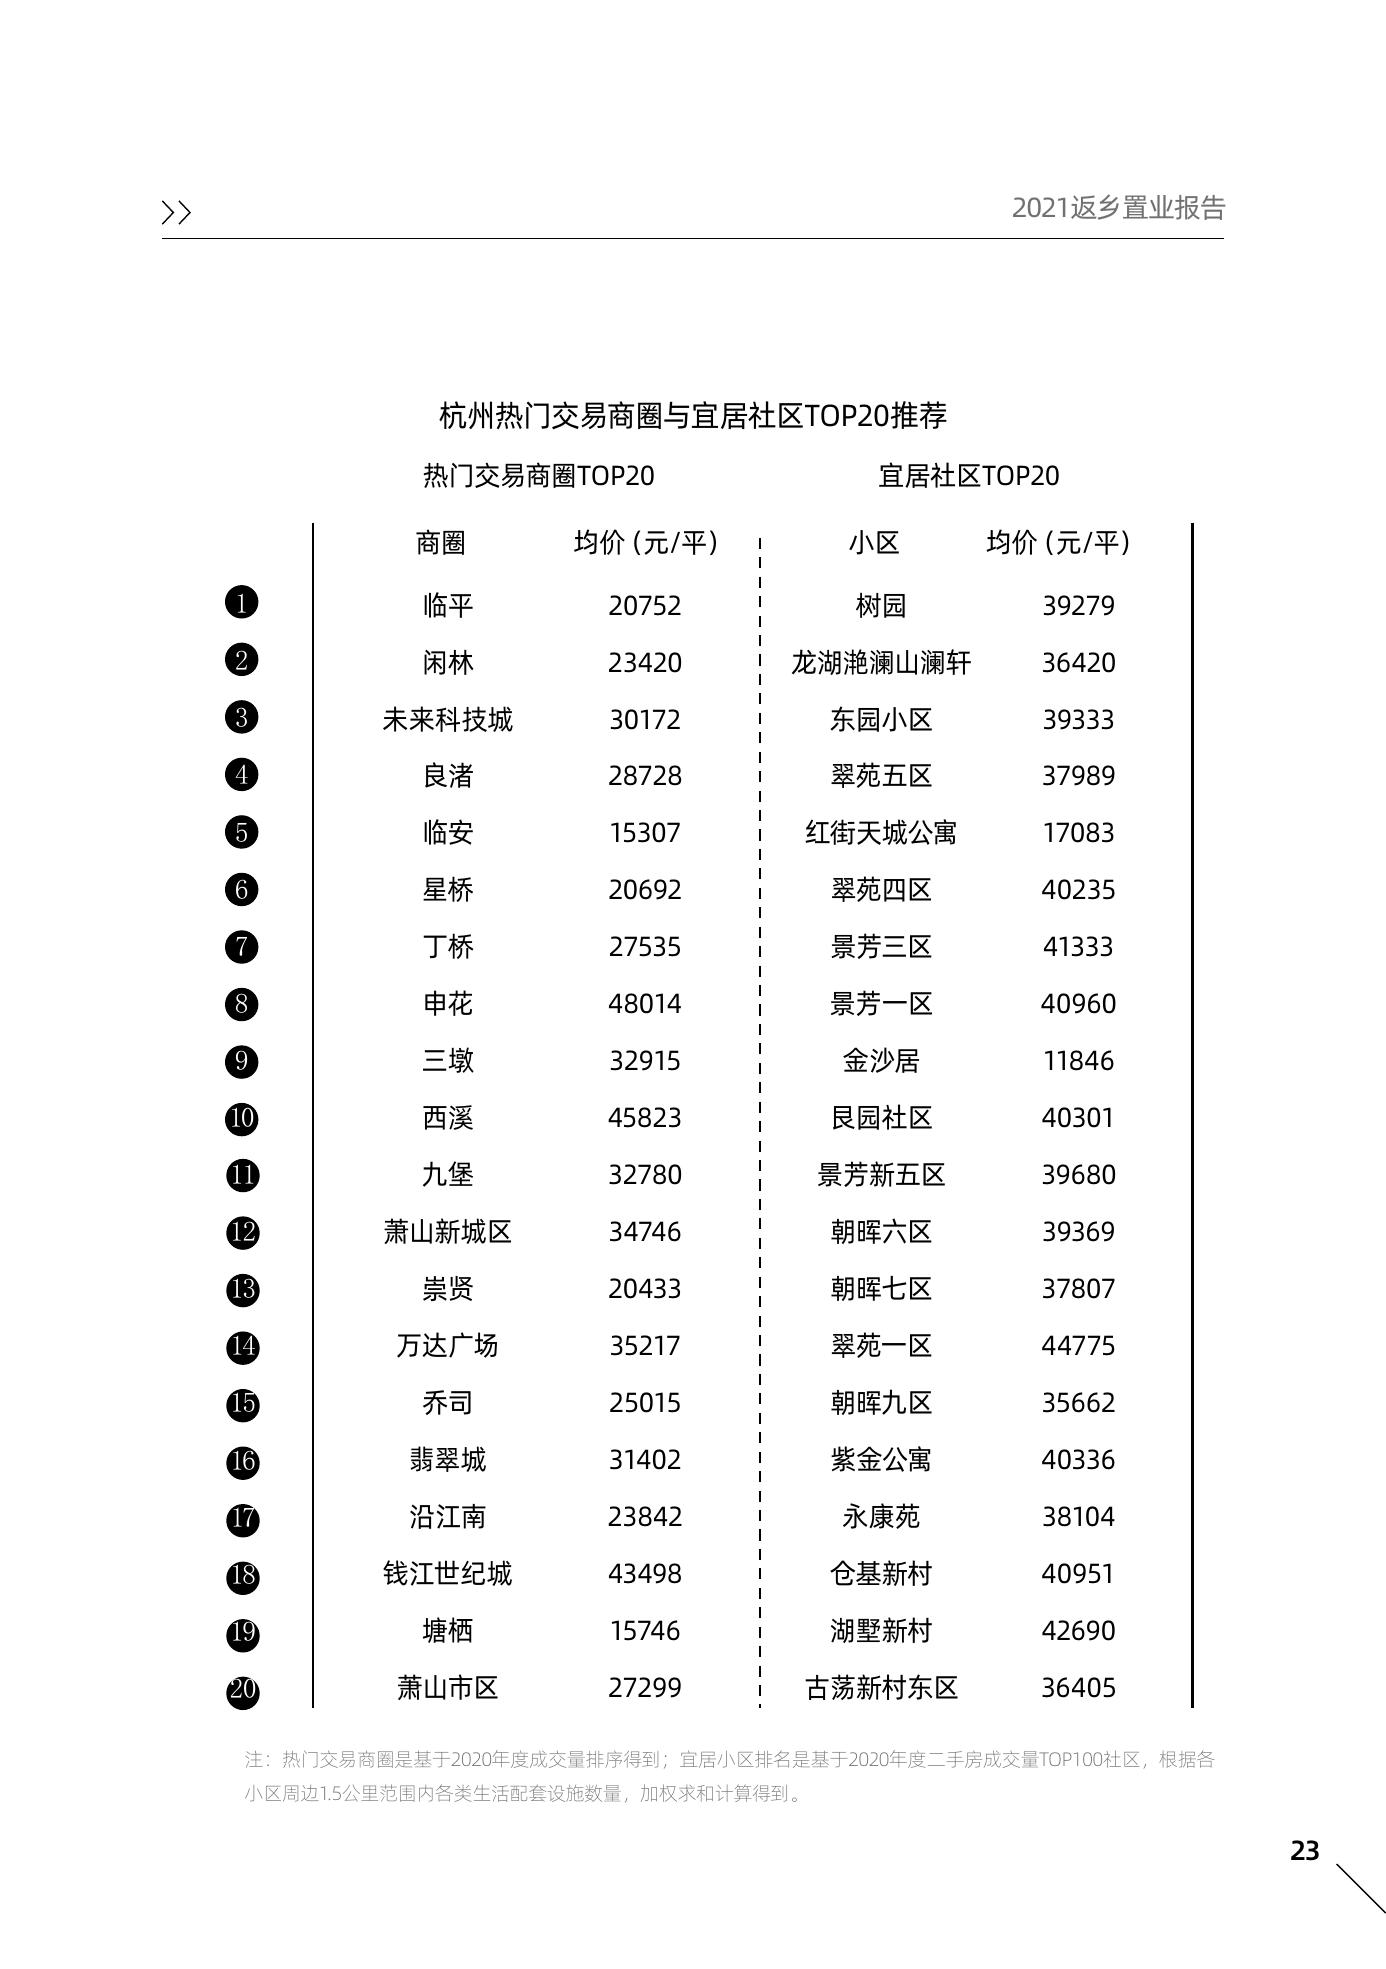 2021返乡置业报告
杭州热门交易商圈与宜居社区TOP20推荐
热门交易商圈TOP20 宜居社区TOP20
商圈 均价 (元/平) 小区 均价 (元/平)
1 临平 20752 树园 39279
2 闲林 23420 龙湖滟澜山澜轩 36420
3 未来科技城 30172 东园小区 39333
4 良渚 28728 翠苑五区 37989
5 临安 15307 红街天城公寓 17083
6 星桥 20692 翠苑四区 40235
7 丁桥 27535 景芳三区 41333
8 申花 48014 景芳一区 40960
9 三墩 32915 金沙居 11846
10 西溪 45823 艮园社区 40301
11 九堡 32780 景芳新五区 39680
12 萧山新城区 34746 朝晖六区 39369
13 崇贤 20433 朝晖七区 37807
14 万达广场 35217 翠苑一区 44775
15 乔司 25015 朝晖九区 35662
16 翡翠城 31402 紫金公寓 40336
17 沿江南 23842 永康苑 38104
18 钱江世纪城 43498 仓基新村 40951
19 塘栖 15746 湖墅新村 42690
20 萧山市区 27299 古荡新村东区 36405
注：热门交易商圈是基于2020年度成交量排序得到；宜居小区排名是基于2020年度二手房成交量TOP100社区，根据各
小区周边1.5公里范围内各类生活配套设施数量，加权求和计算得到。
23